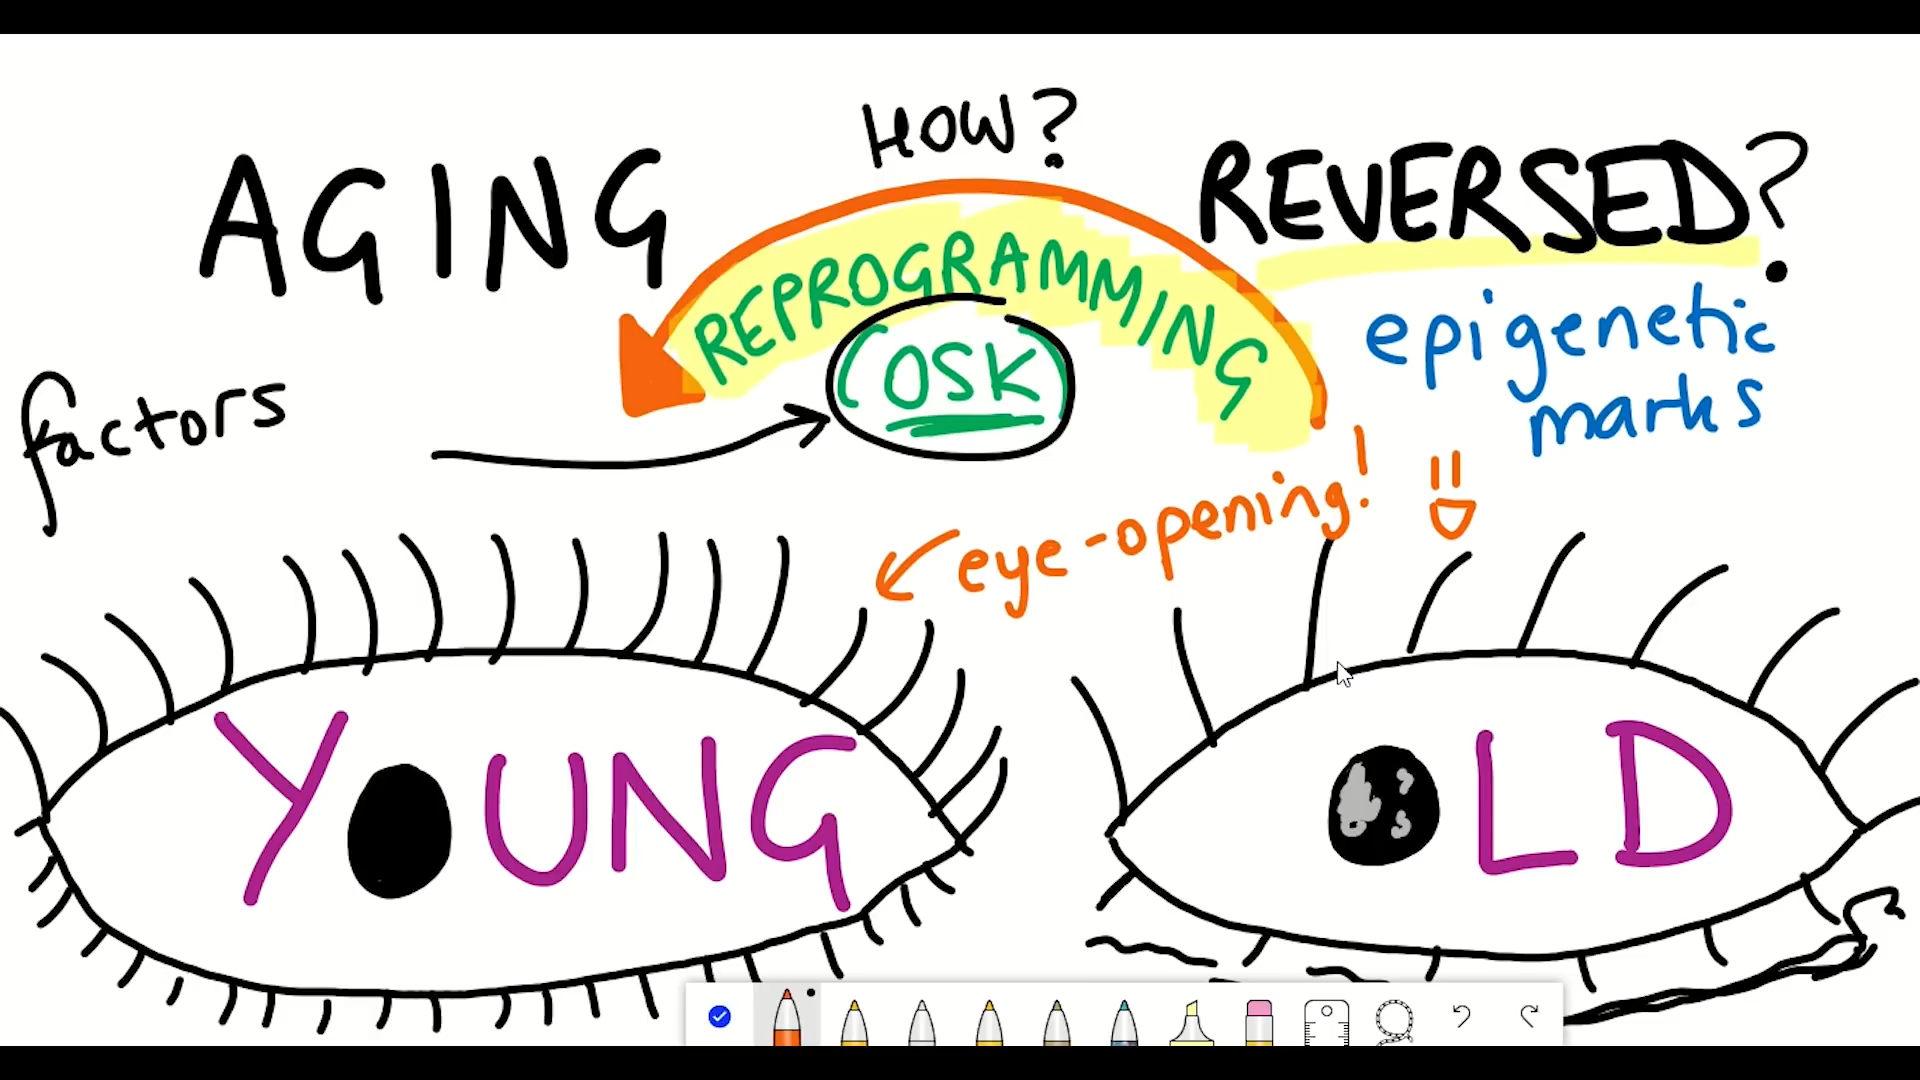 HOW?
AGING
REVERSED?
REPROGRAMMING
(OSK)
epigenetic
marks
factors
eye-opening!
YOUNG
OLD